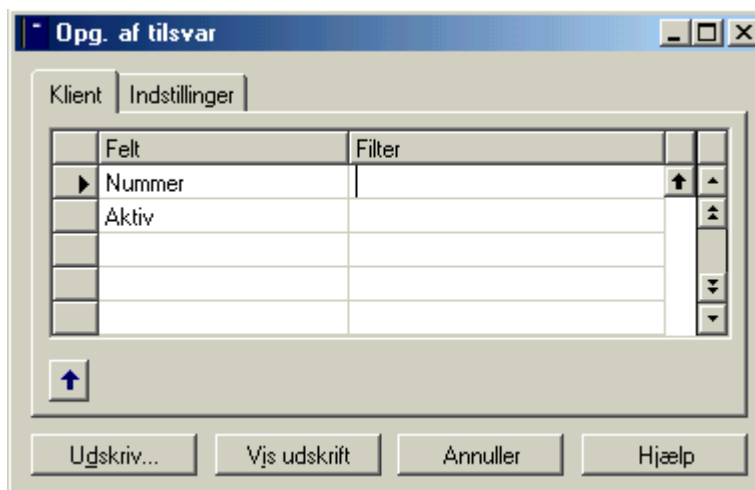 Opg. af tilsvar
Klient Indstillinger
Felt Filter
Nummer
Aktiv
Udskriv... Vis udskrift Annuller Hjælp